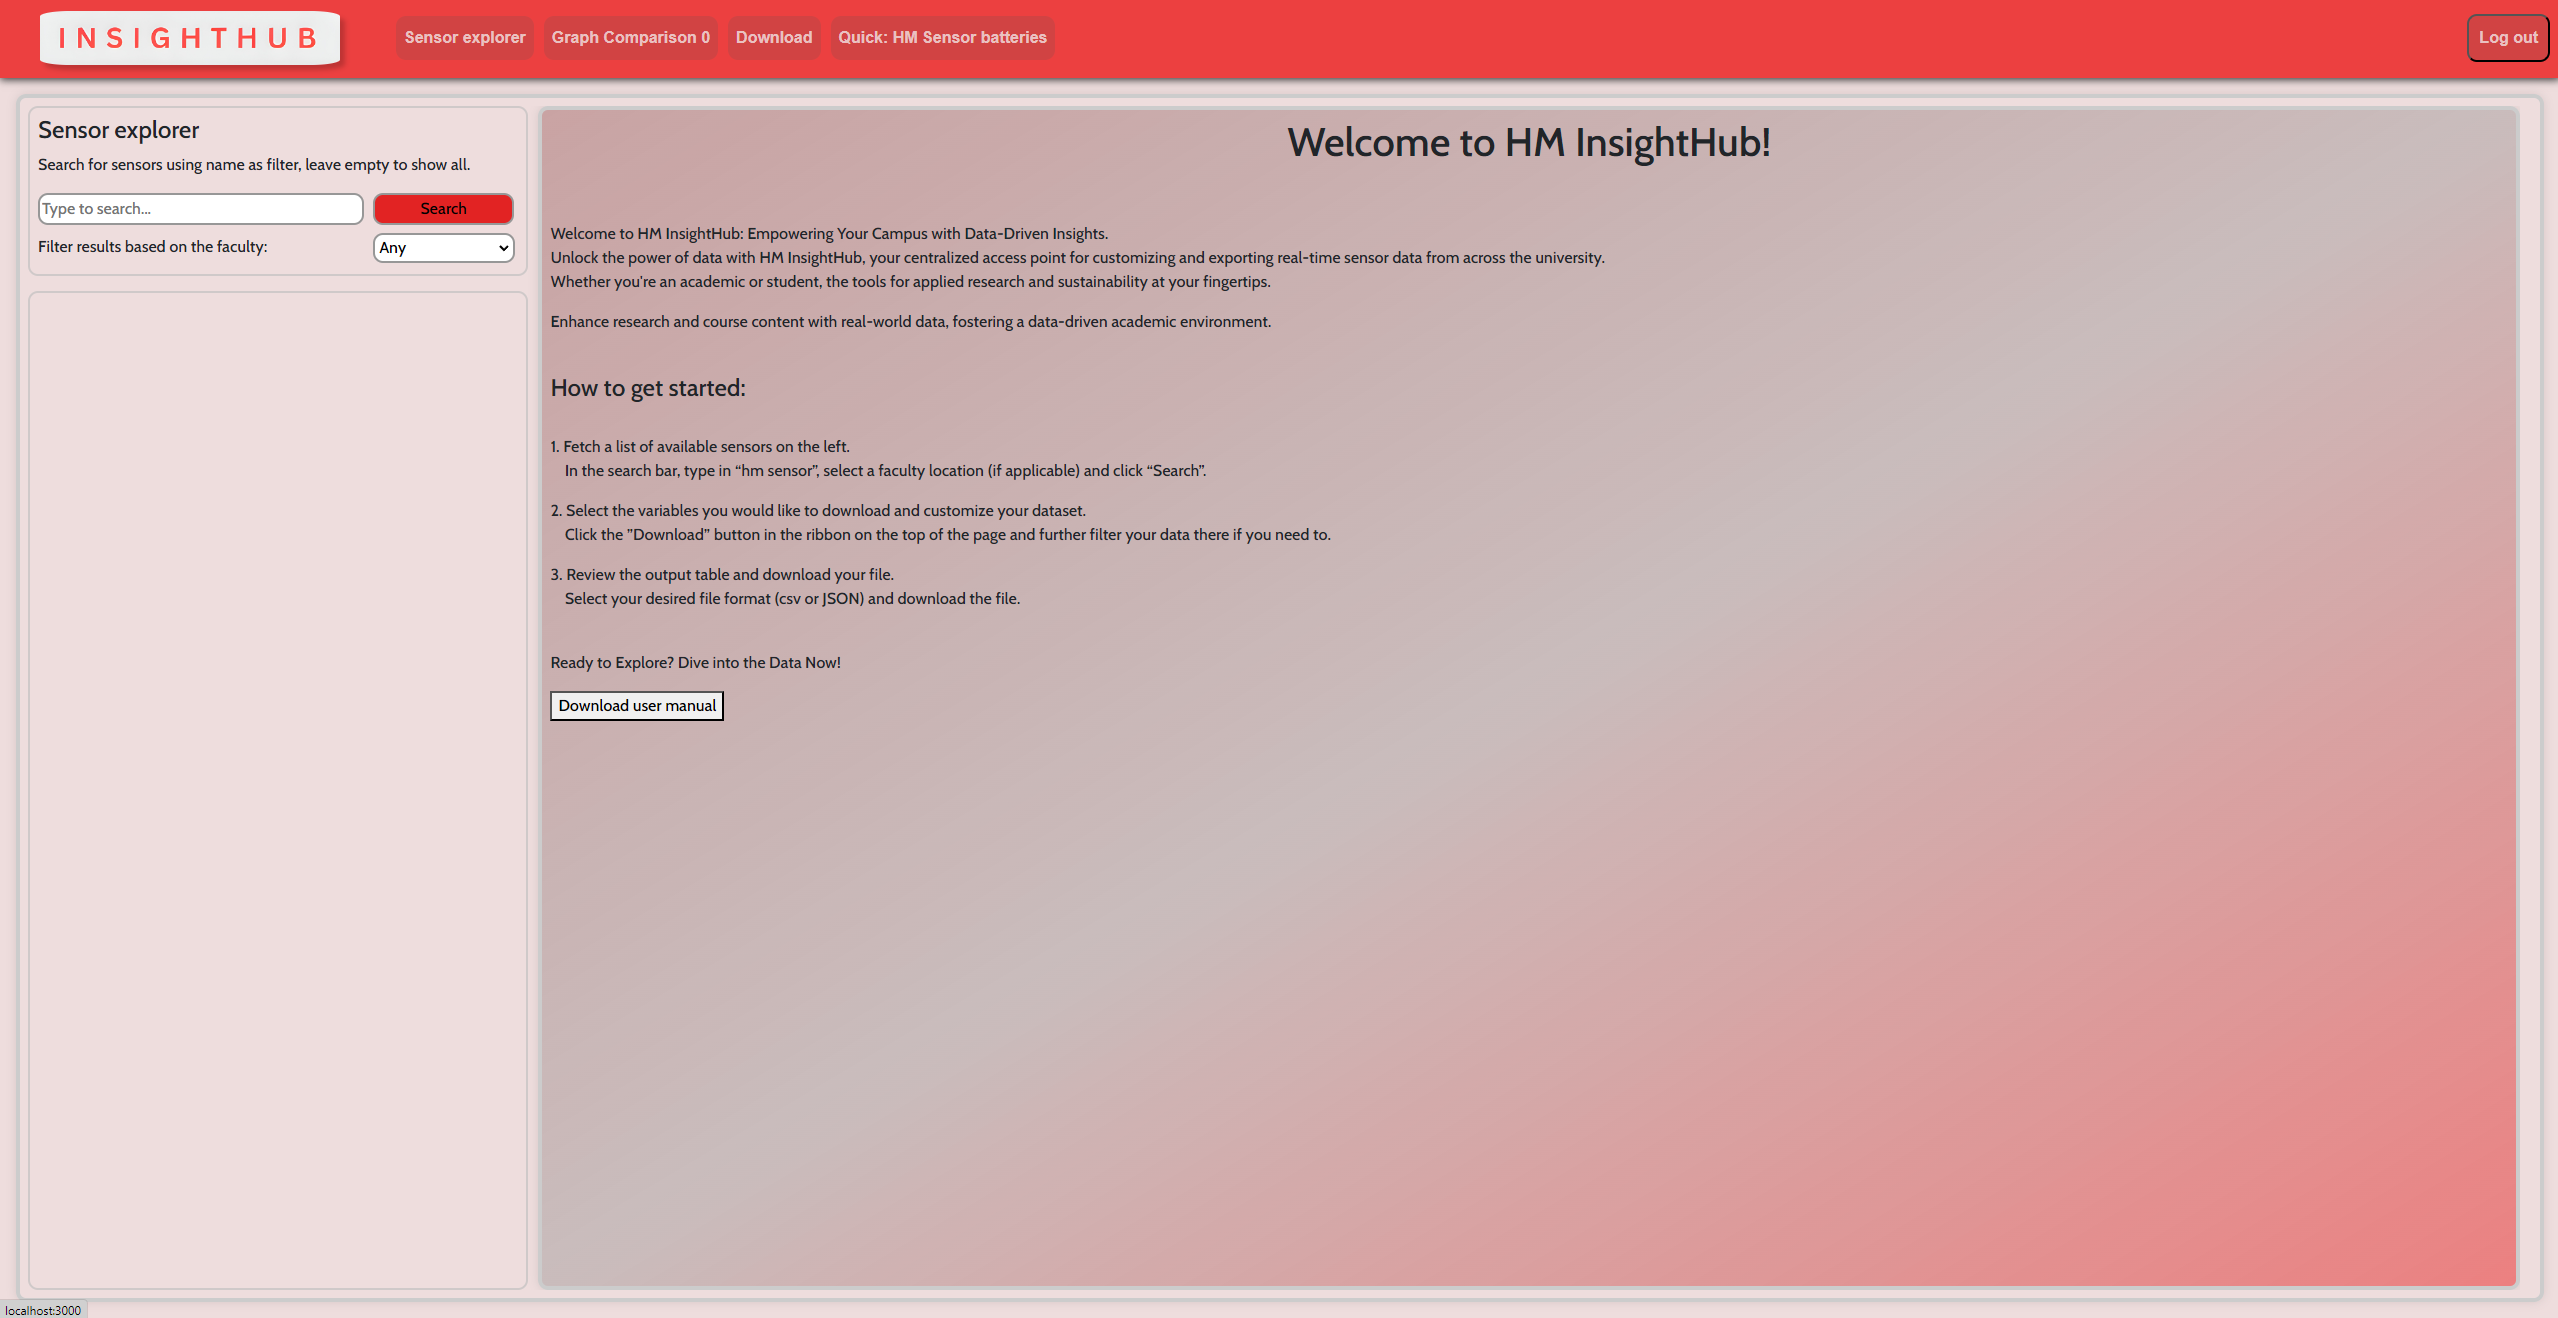 INSIGHTHUB
Sensor explorer
Graph Comparison 0
Download
Quick: HM Sensor batteries
Log out
Sensor explorer
Search for sensors using name as filter, leave empty to show all.
Type to search...
Search
Filter results based on the faculty:
Any
Welcome to HM InsightHub!
Welcome to HM InsightHub: Empowering Your Campus with Data-Driven Insights.
Unlock the power of data with HM InsightHub, your centralized access point for customizing and exporting real-time sensor data from across the university.
Whether you're an academic or student, the tools for applied research and sustainability at your fingertips.
Enhance research and course content with real-world data, fostering a data-driven academic environment.
How to get started:
1. Fetch a list of available sensors on the left.
In the search bar, type in “hm sensor”, select a faculty location (if applicable) and click “Search”.
2. Select the variables you would like to download and customize your dataset.
Click the "Download" button in the ribbon on the top of the page and further filter your data there if you need to.
3. Review the output table and download your file.
Select your desired file format (csv or JSON) and download the file.
Ready to Explore? Dive into the Data Now!
Download user manual
localhost:3000